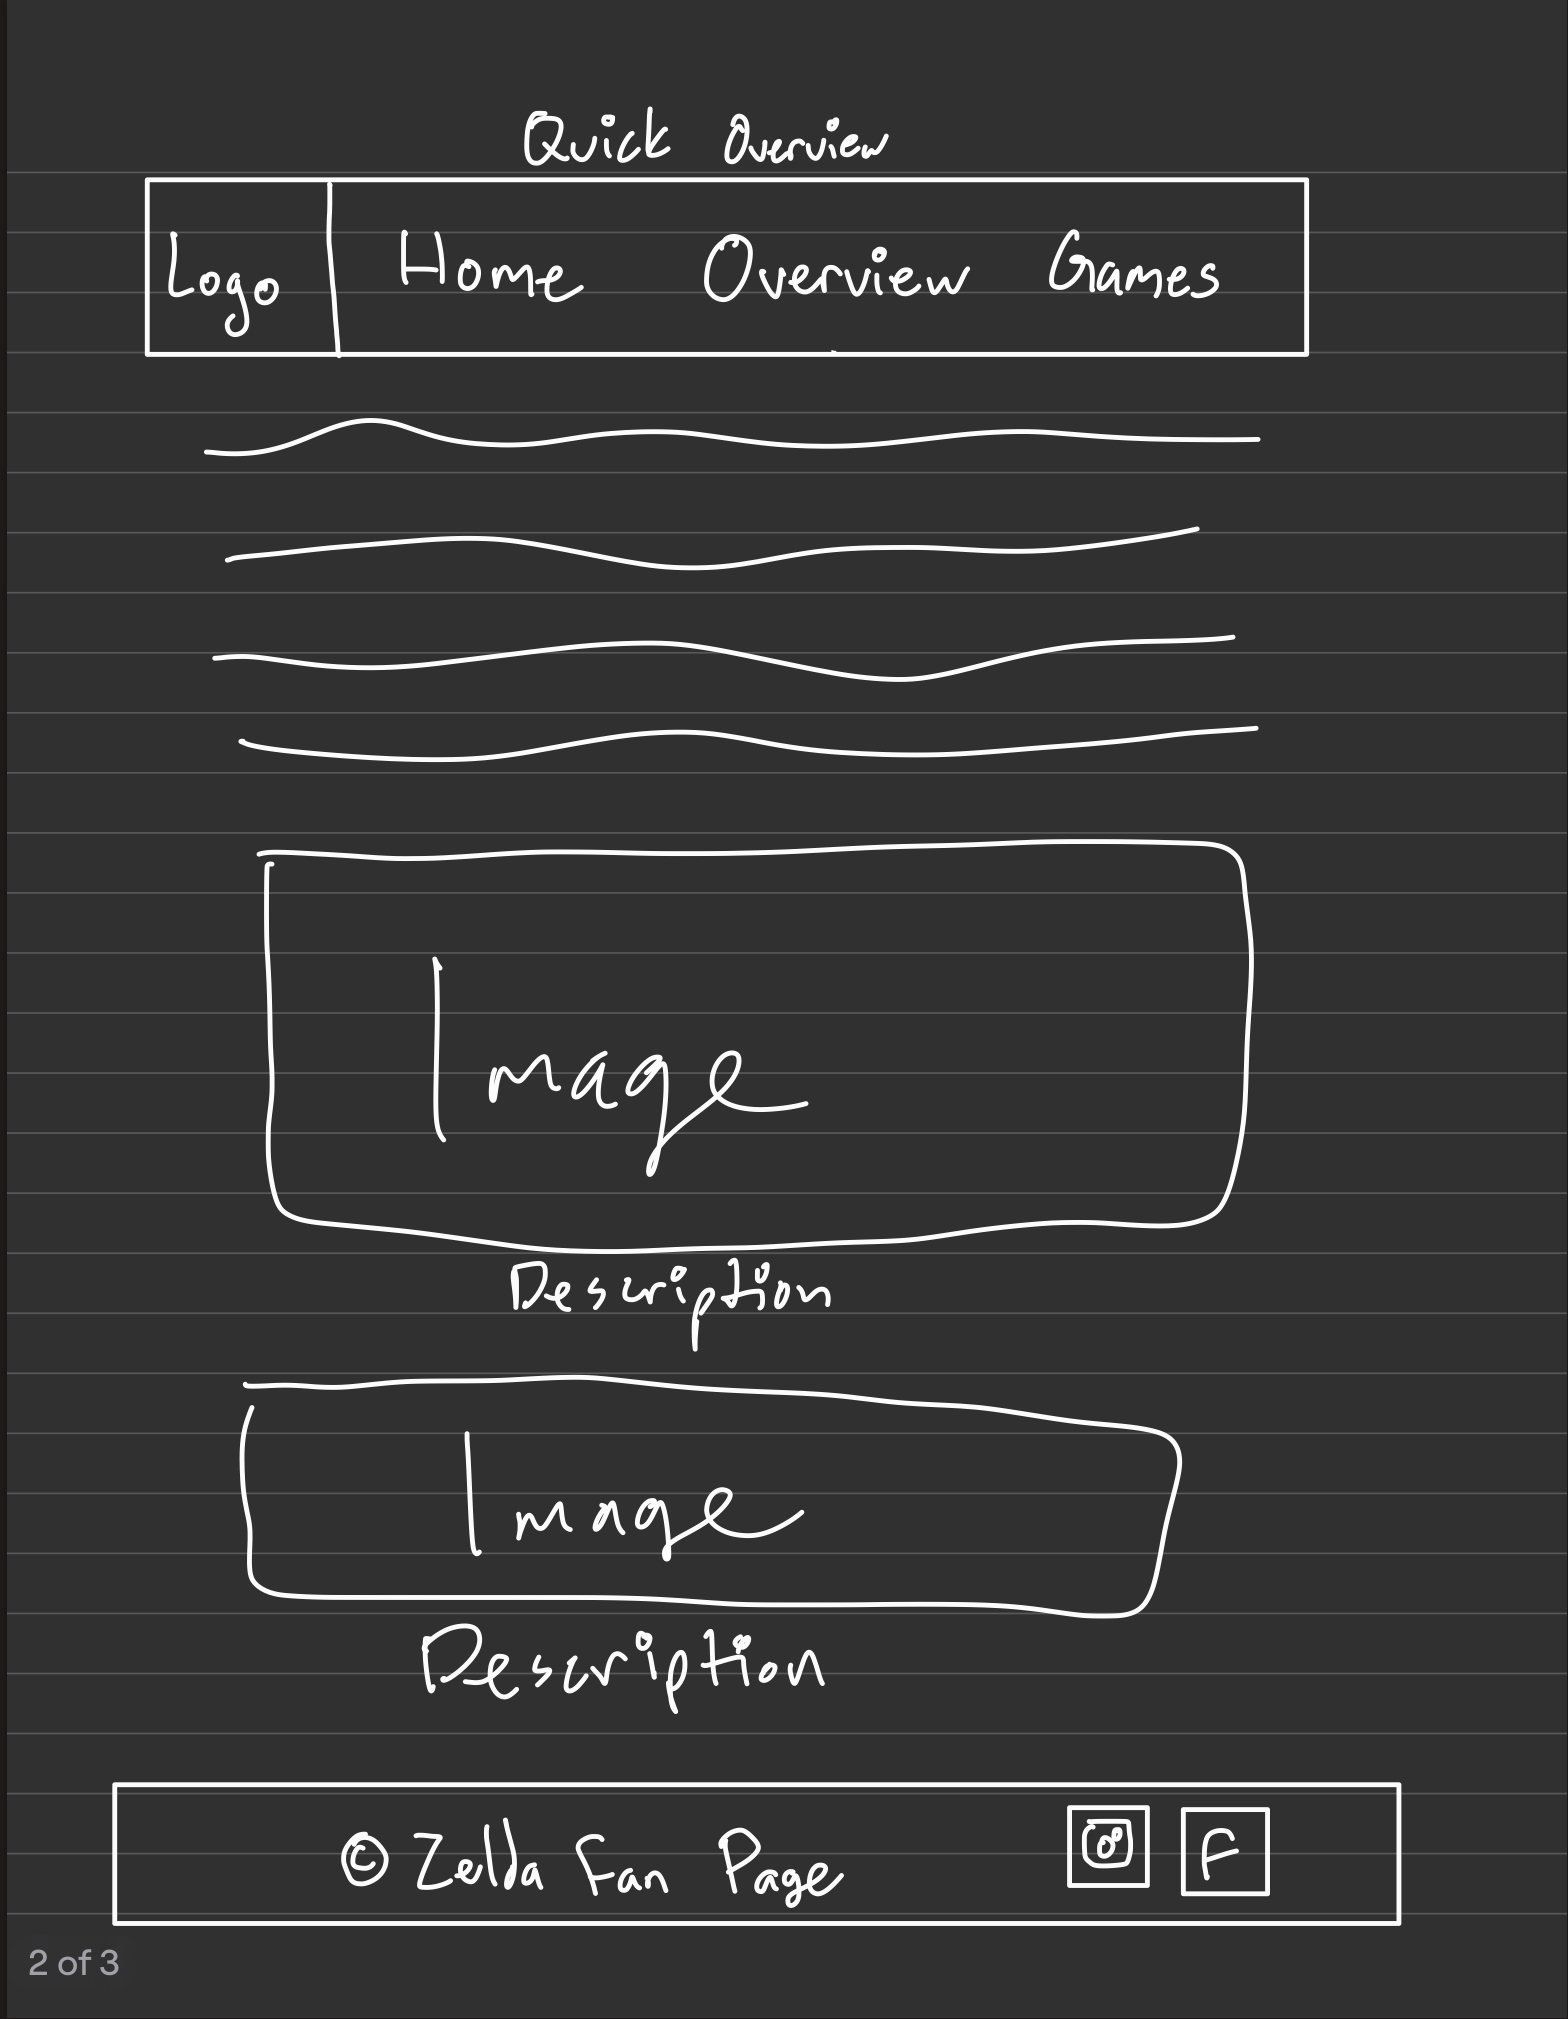 Quick Overview
Logo Home Overview Games
Image
Description
Image
Description
© Zelda Fan Page f
2 of 3